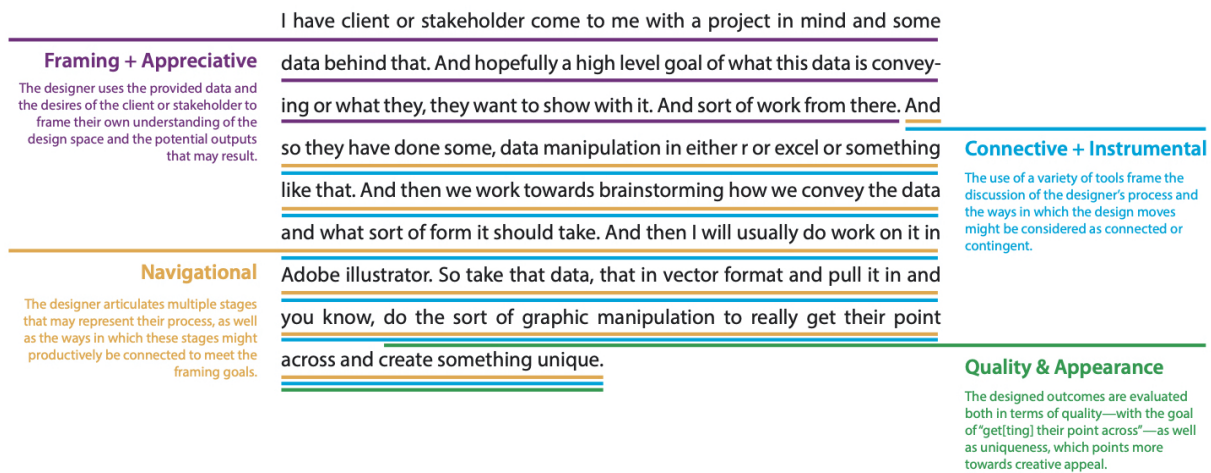 I have client or stakeholder come to me with a project in mind and some
data behind that. And hopefully a high level goal of what this data is convey-
ing or what they, they want to show with it. And sort of work from there. And
so they have done some, data manipulation in either r or excel or something
like that. And then we work towards brainstorming how we convey the data
and what sort of form it should take. And then I will usually do work on it in
Adobe illustrator. So take that data, that in vector format and pull it in and
you know, do the sort of graphic manipulation to really get their point
across and create something unique.
Framing + Appreciative
The designer uses the provided data and
the desires of the client or stakeholder to
frame their own understanding of the
design space and the potential outputs
that may result.
Connective + Instrumental
The use of a variety of tools frame the
discussion of the designer's process and
the ways in which the design moves
might be considered as connected or
contingent.
Navigational
The designer articulates multiple stages
that may represent their process, as well
as the ways in which these stages might
productively be connected to meet the
framing goals.
Quality & Appearance
The designed outcomes are evaluated
both in terms of quality—with the goal
of "get[ting] their point across"—as well
as uniqueness, which points more
towards creative appeal.